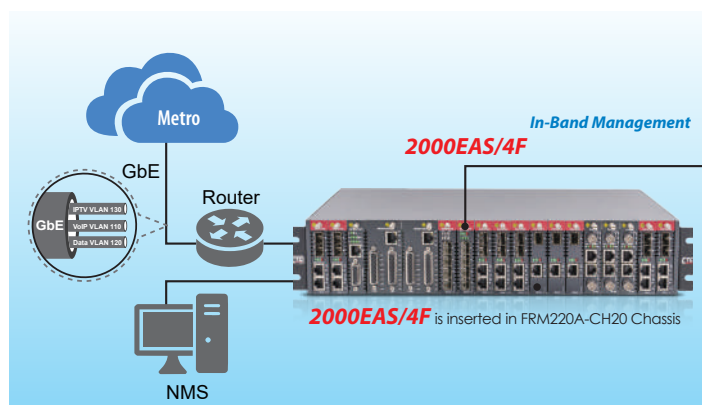 Metro
In-Band Management
2000EAS/4F
GbE
Router
GbE
IPTV VLAN 130
VoIP VLAN 110
Data VLAN 120
CTC
2000EAS/4F is inserted in FRM220A-CH20 Chassis
NMS